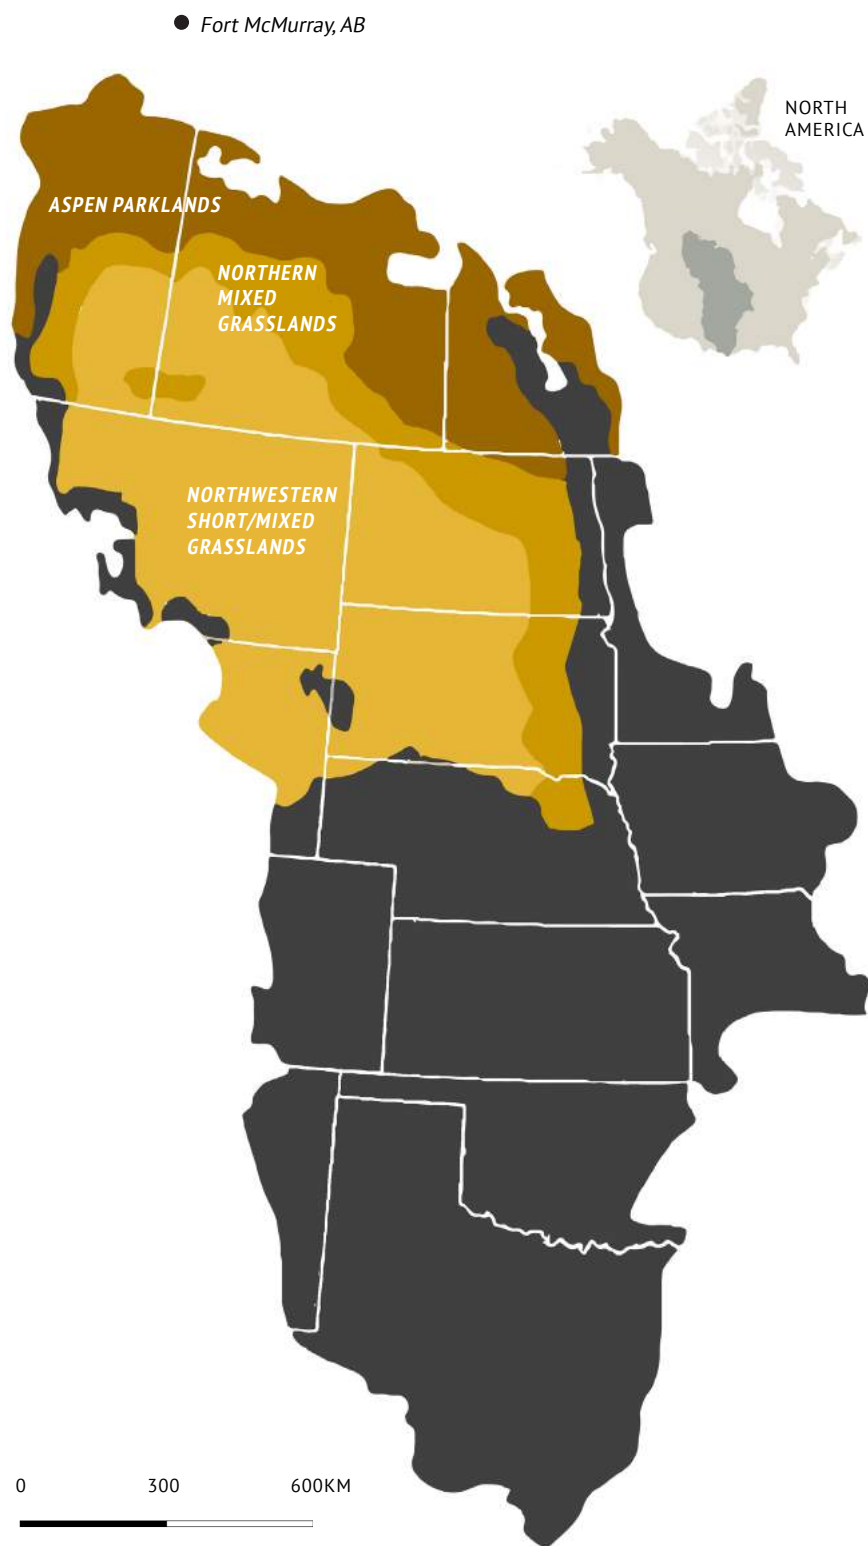 Fort McMurray, AB
NORTH
AMERICA
ASPEN PARKLANDS
NORTHERN
MIXED
GRASSLANDS
NORTHWESTERN
SHORT/MIXED
GRASSLANDS
0 300 600KM